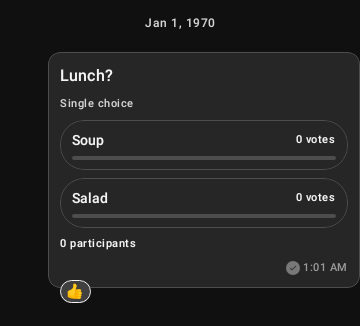 Jan 1, 1970
Lunch?
Single choice
Soup 0 votes
Salad 0 votes
0 participants
1:01 AM